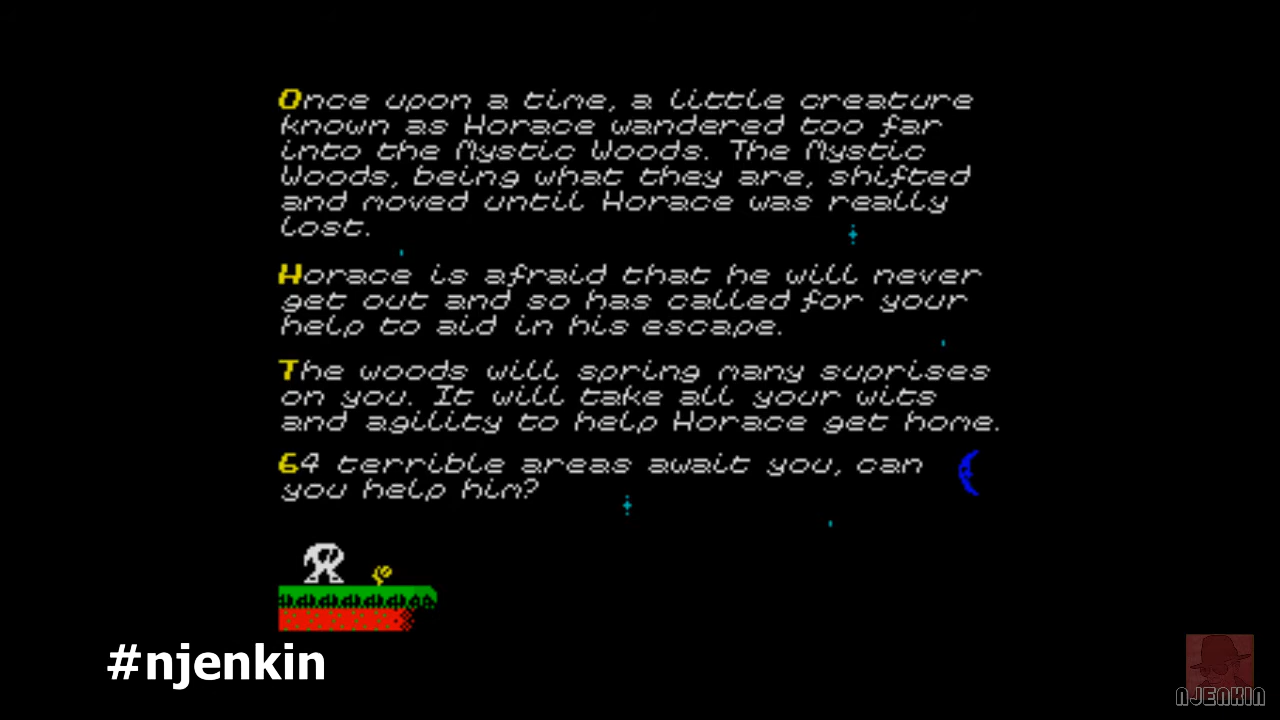 Once upon a time, a little creature
known as Horace wandered too far
into the Mystic Woods. The Mystic
Woods, being what they are, shifted
and moved until Horace was really
lost.
Horace is afraid that he will never
get out and so has called for your
help to aid in his escape.
The woods will spring many suprises
on you. It will take all your wits
and agility to help Horace get home.
64 terrible areas await you, can
you help him?
#njenkin
NJENKIN